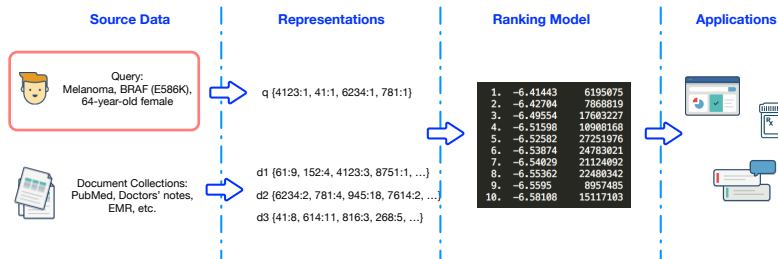 Source Data
Representations
Ranking Model
Applications
Query:
Melanoma, BRAF (E586K),
64-year-old female
q {4123:1, 41:1, 6234:1, 781:1}
Document Collections:
PubMed, Doctors' notes,
EMR, etc.
d1 {61:9, 152:4, 4123:3, 8751:1, …}
d2 {6234:2, 781:4, 945:18, 7614:2, …}
d3 {41:8, 614:11, 816:3, 268:5, …}
1. -6.41443 6195075
2. -6.42704 7868819
3. -6.49554 17603227
4. -6.51598 10908168
5. -6.52582 27251976
6. -6.53874 24783021
7. -6.54029 21124092
8. -6.55362 22480342
9. -6.5595 8957485
10. -6.58108 15117103
Rx